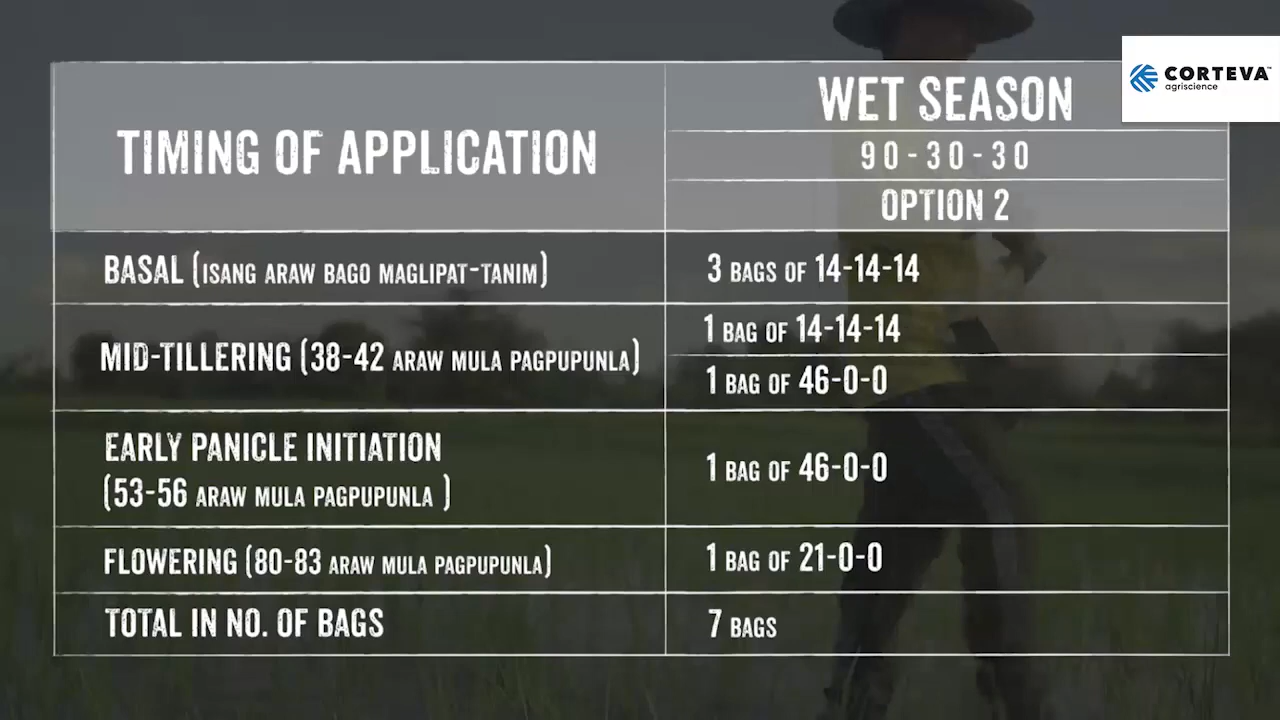 CORTEVA™
agriscience
TIMING OF APPLICATION
WET SEASON
90-30-30
OPTION 2
BASAL (ISANG ARAW BAGO MAGLIPAT-TANIM)
3 BAGS OF 14-14-14
MID-TILLERING (38-42 ARAW MULA PAGPUPUNLA)
1 BAG OF 14-14-14
1 BAG OF 46-0-0
EARLY PANICLE INITIATION
(53-56 ARAW MULA PAGPUPUNLA )
1 BAG OF 46-0-0
FLOWERING (80-83 ARAW MULA PAGPUPUNLA)
1 BAG OF 21-0-0
TOTAL IN NO. OF BAGS
7 BAGS